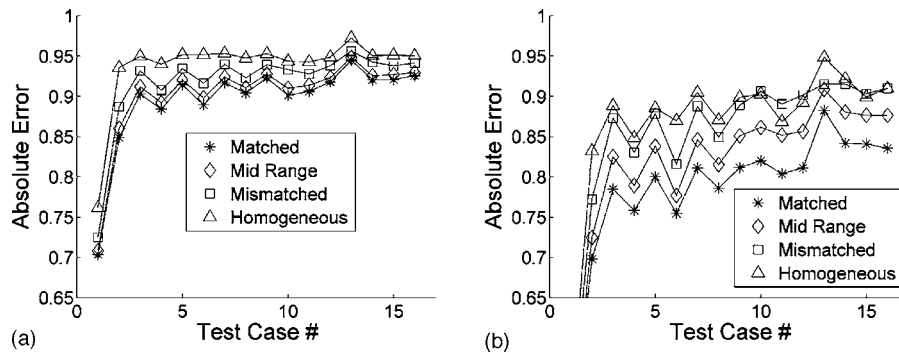 1
0.95
0.9
0.85
0.8
0.75
0.7
0.65
0 5 10 15
Absolute Error
Test Case #
Matched
Mid Range
Mismatched
Homogeneous
(a)
1
0.95
0.9
0.85
0.8
0.75
0.7
0.65
0 5 10 15
Absolute Error
Test Case #
Matched
Mid Range
Mismatched
Homogeneous
(b)